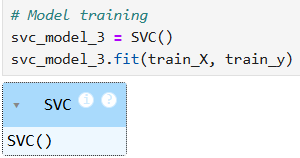 # Model training
svc_model_3 = SVC()
svc_model_3.fit(train_X, train_y)
▾ SVC i ?
SVC()